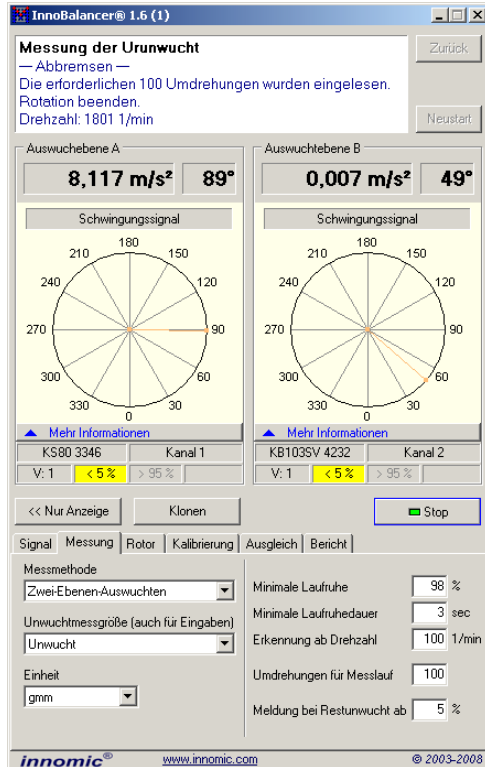 InnoBalancer® 1.6 (1)
Messung der Urunwucht
— Abbremsen —
Die erforderlichen 100 Umdrehungen wurden eingelesen.
Rotation beenden.
Drehzahl: 1801 1/min
Zurück
Neustart
Auswuchebene A
8,117 m/s² 89°
Schwingungssignal
180
210 150
240 120
270 90
300 60
330 30
0
Mehr Informationen
KS80 3346 Kanal 1
V: 1 < 5 % > 95 %
Auswuchtebene B
0,007 m/s² 49°
Schwingungssignal
180
210 150
240 120
270 90
300 60
330 30
0
Mehr Informationen
KB103SV 4232 Kanal 2
V: 1 < 5 % > 95 %
<< Nur Anzeige Klonen Stop
Signal Messung Rotor Kalibrierung Ausgleich Bericht
Messmethode
Zwei-Ebenen-Auswuchten
Unwuchtmessgröße (auch für Eingaben)
Unwucht
Einheit
gmm
Minimale Laufruhe 98 %
Minimale Laufruhedauer 3 sec
Erkennung ab Drehzahl 100 1/min
Umdrehungen für Messlauf 100
Meldung bei Restunwucht ab 5 %
innomic® www.innomic.com © 2003-2008